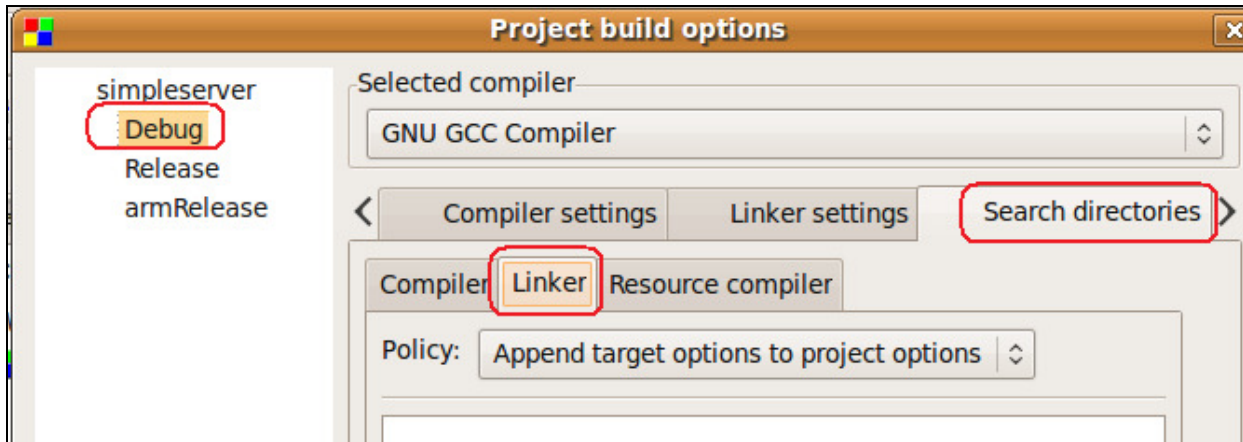 Project build options
simpleserver
Debug
Release
armRelease
Selected compiler
GNU GCC Compiler
Compiler settings Linker settings Search directories
Compiler Linker Resource compiler
Policy: Append target options to project options